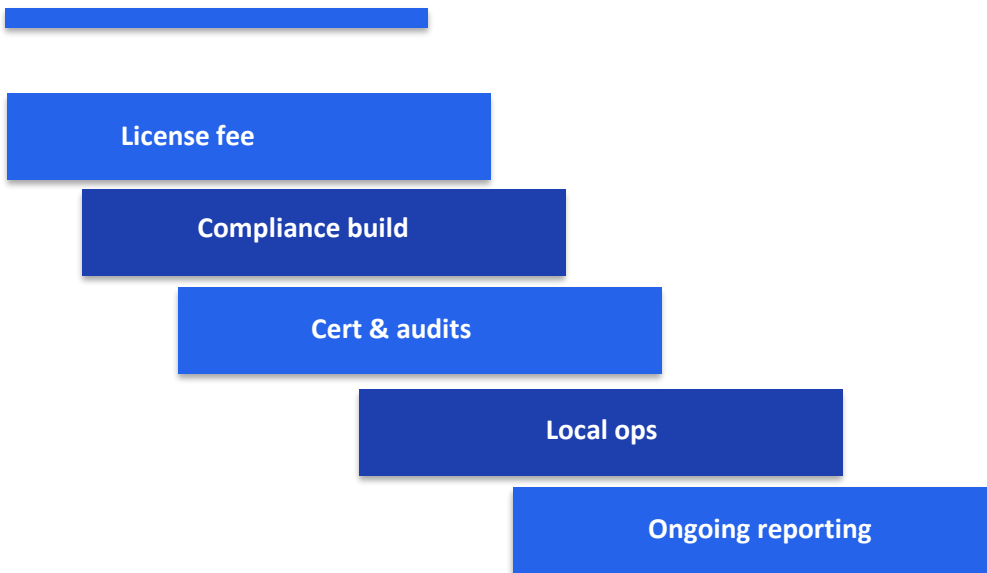 License fee
Compliance build
Cert & audits
Local ops
Ongoing reporting